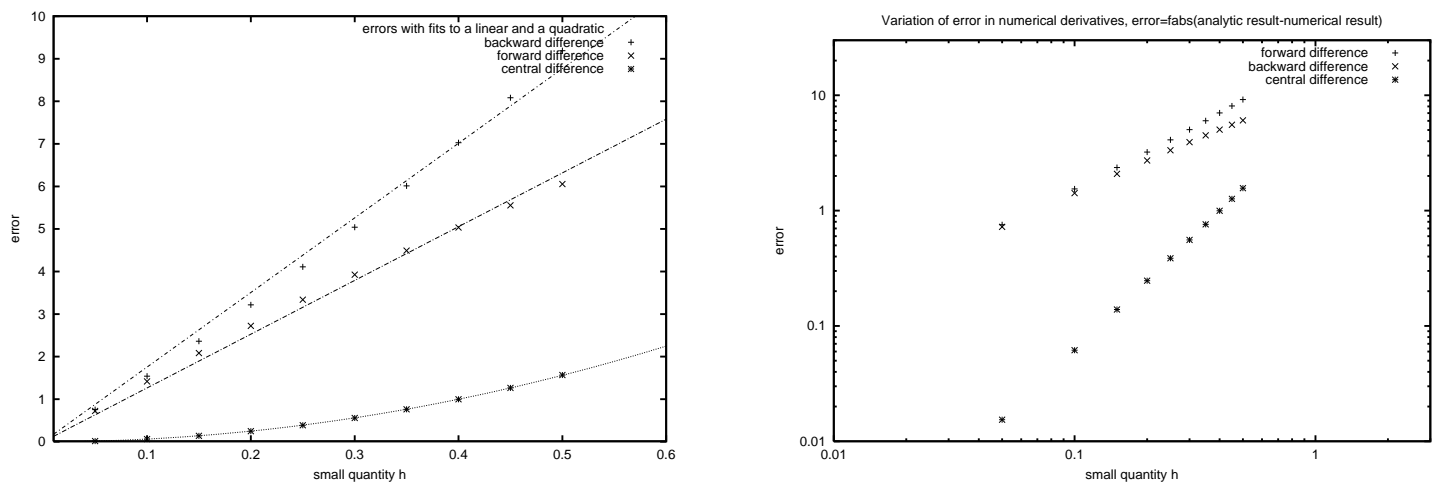 errors with fits to a linear and a quadratic
backward difference
forward difference
central difference
10
9
8
7
6
5
4
3
2
1
0
error
0.1
0.2
0.3
0.4
0.5
0.6
small quantity h
Variation of error in numerical derivatives, error=fabs(analytic result-numerical result)
forward difference
backward difference
central difference
10
1
0.1
0.01
error
0.01
0.1
1
small quantity h